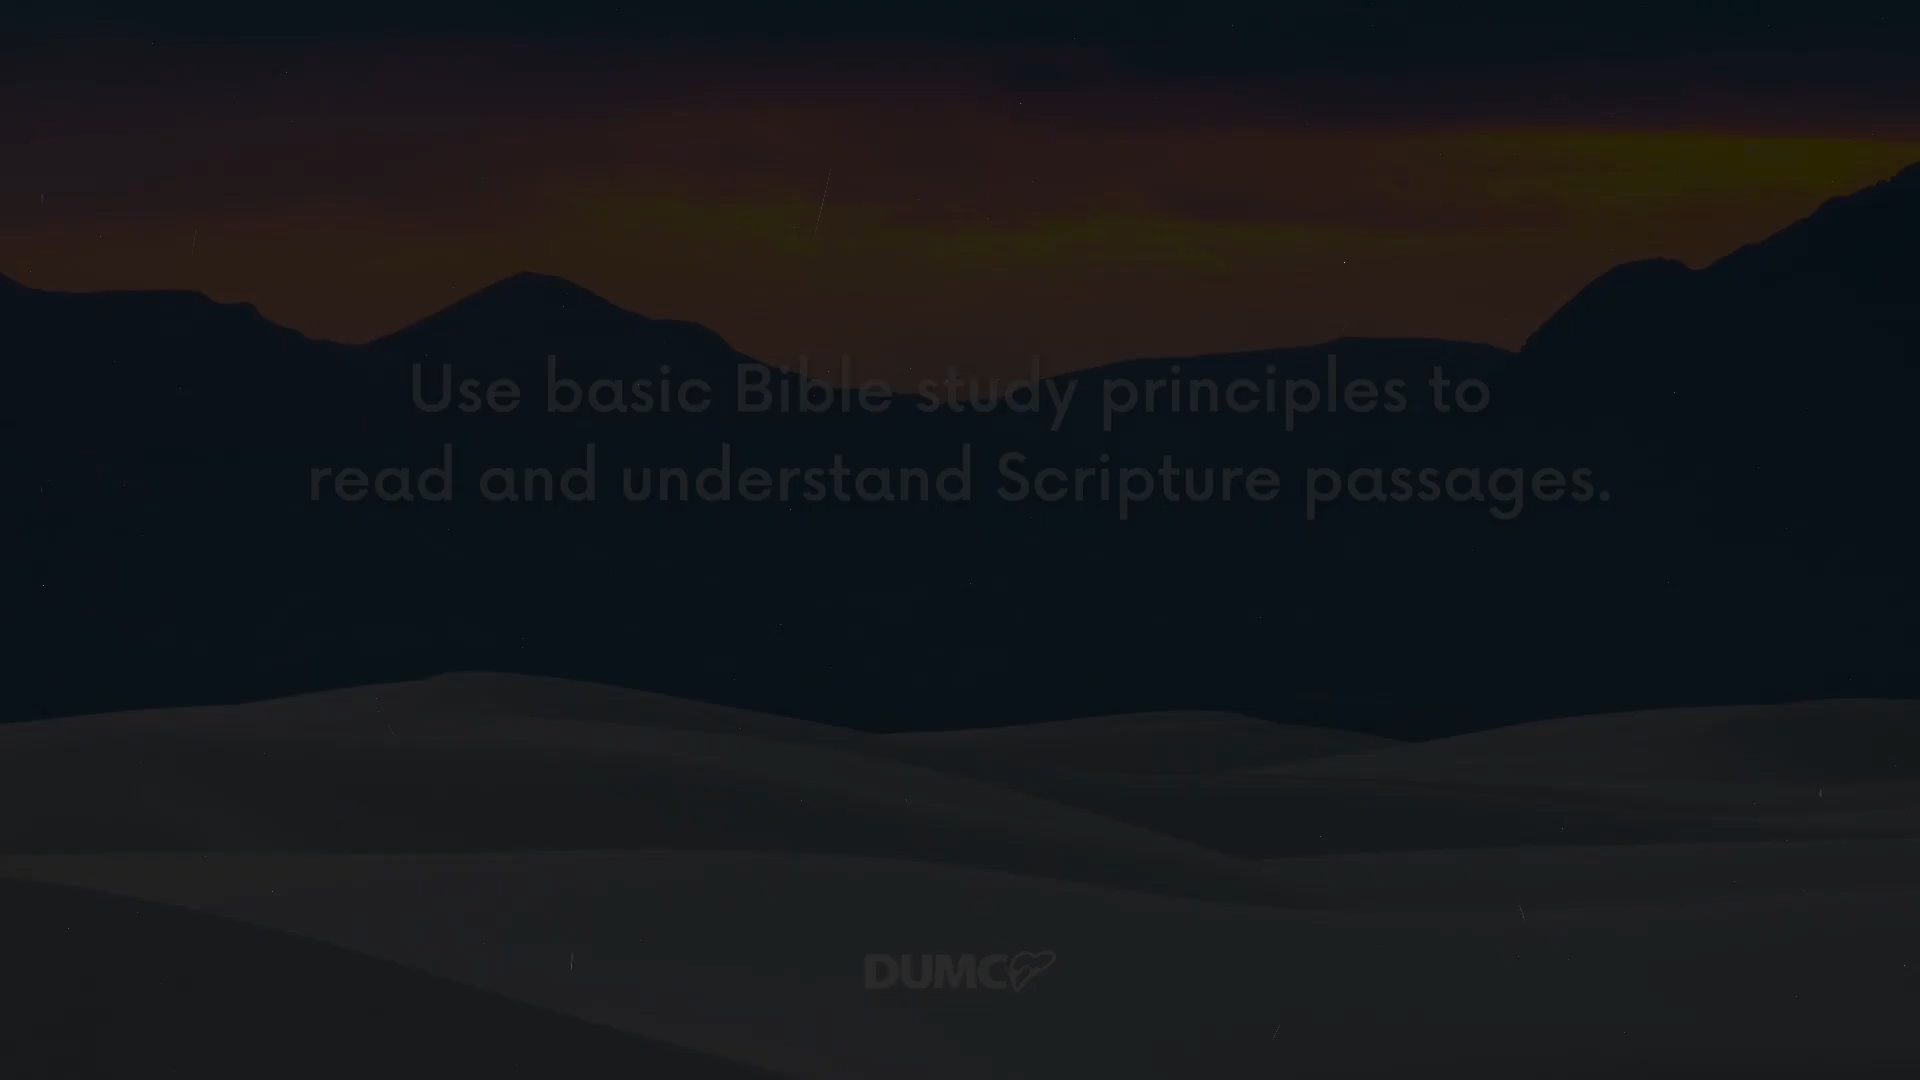 Use basic Bible study principles to
read and understand Scripture passages.
DUMC